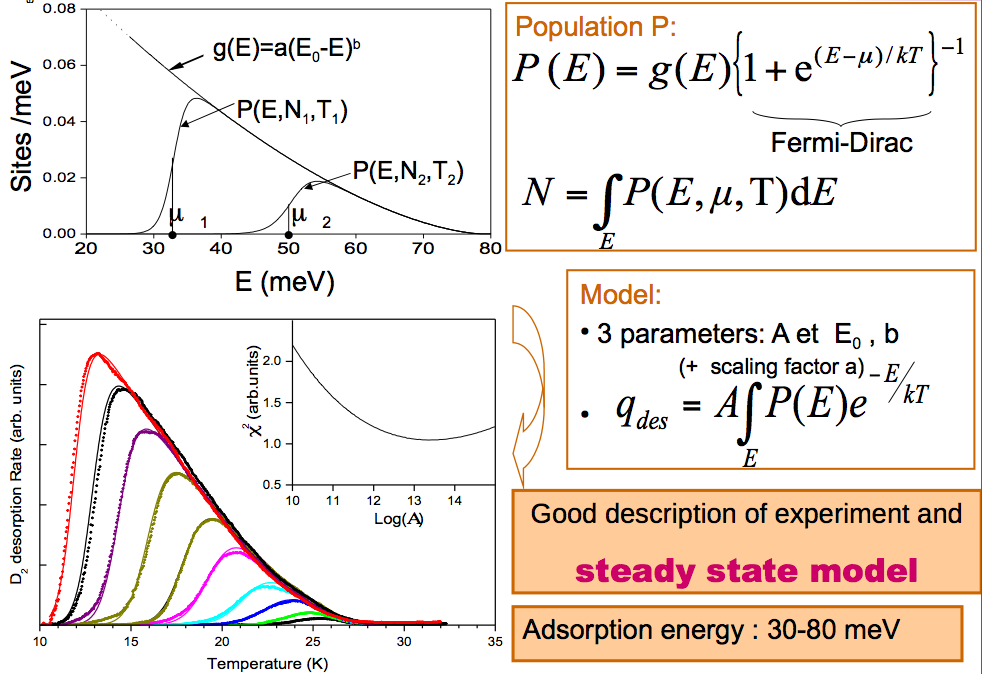 0.08
0.06
0.04
0.02
0.00
Sites /meV
g(E)=a(E₀-E)ᵇ
P(E,N₁,T₁)
P(E,N₂,T₂)
μ 1
μ 2
20 30 40 50 60 70 80
E (meV)
Population P:
P(E) = g(E){1+e^{(E−μ)/kT}}^{−1}
Fermi-Dirac
N = ∫_E P(E,μ,T)dE
Model:
• 3 parameters: A et E₀ , b
(+ scaling factor a)
• q_des = A∫_E P(E)e^{−E/kT}
D₂ desorption Rate (arb. units)
χ² (arb.units)
2.0
1.5
1.0
0.5
10 11 12 13 14
Log(A)
10 15 20 25 30 35
Temperature (K)
Good description of experiment and
steady state model
Adsorption energy : 30-80 meV